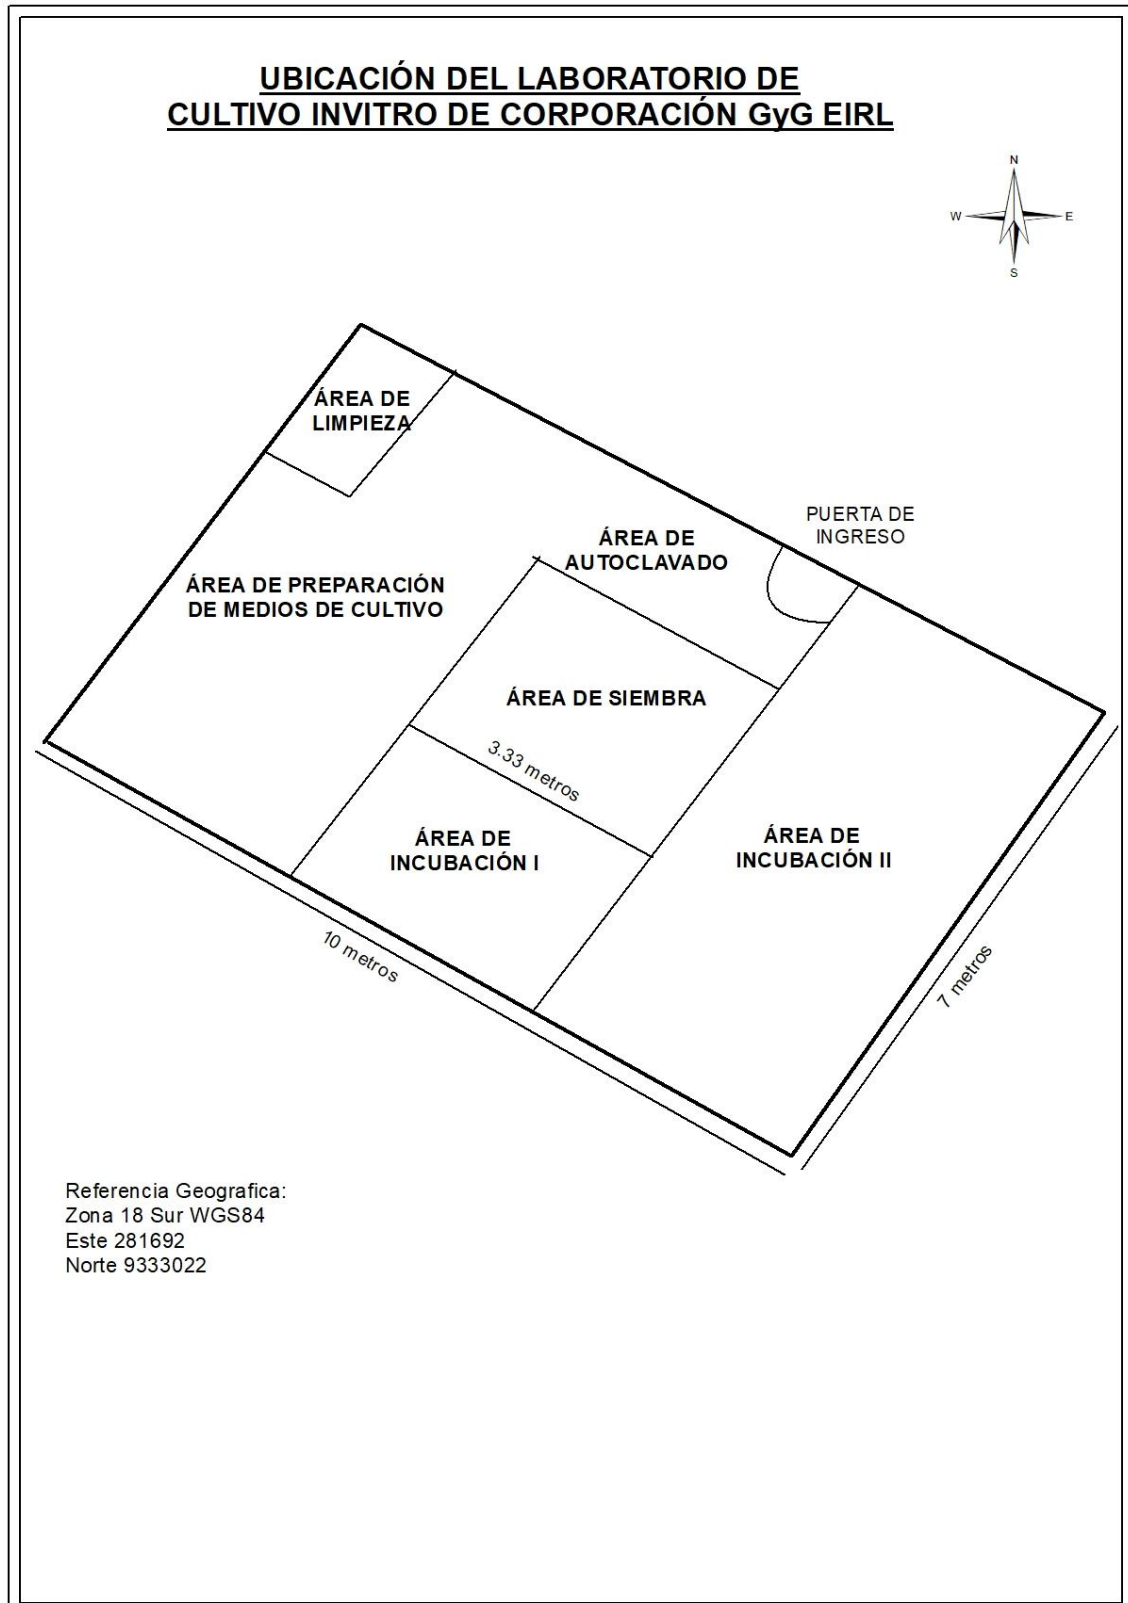 UBICACIÓN DEL LABORATORIO DE
CULTIVO INVITRO DE CORPORACIÓN GyG EIRL
N
W
E
S
ÁREA DE
LIMPIEZA
PUERTA DE
INGRESO
ÁREA DE
AUTOCLAVADO
ÁREA DE PREPARACIÓN
DE MEDIOS DE CULTIVO
ÁREA DE SIEMBRA
3.33 metros
ÁREA DE
INCUBACIÓN I
ÁREA DE
INCUBACIÓN II
10 metros
7 metros
Referencia Geografica:
Zona 18 Sur WGS84
Este 281692
Norte 9333022